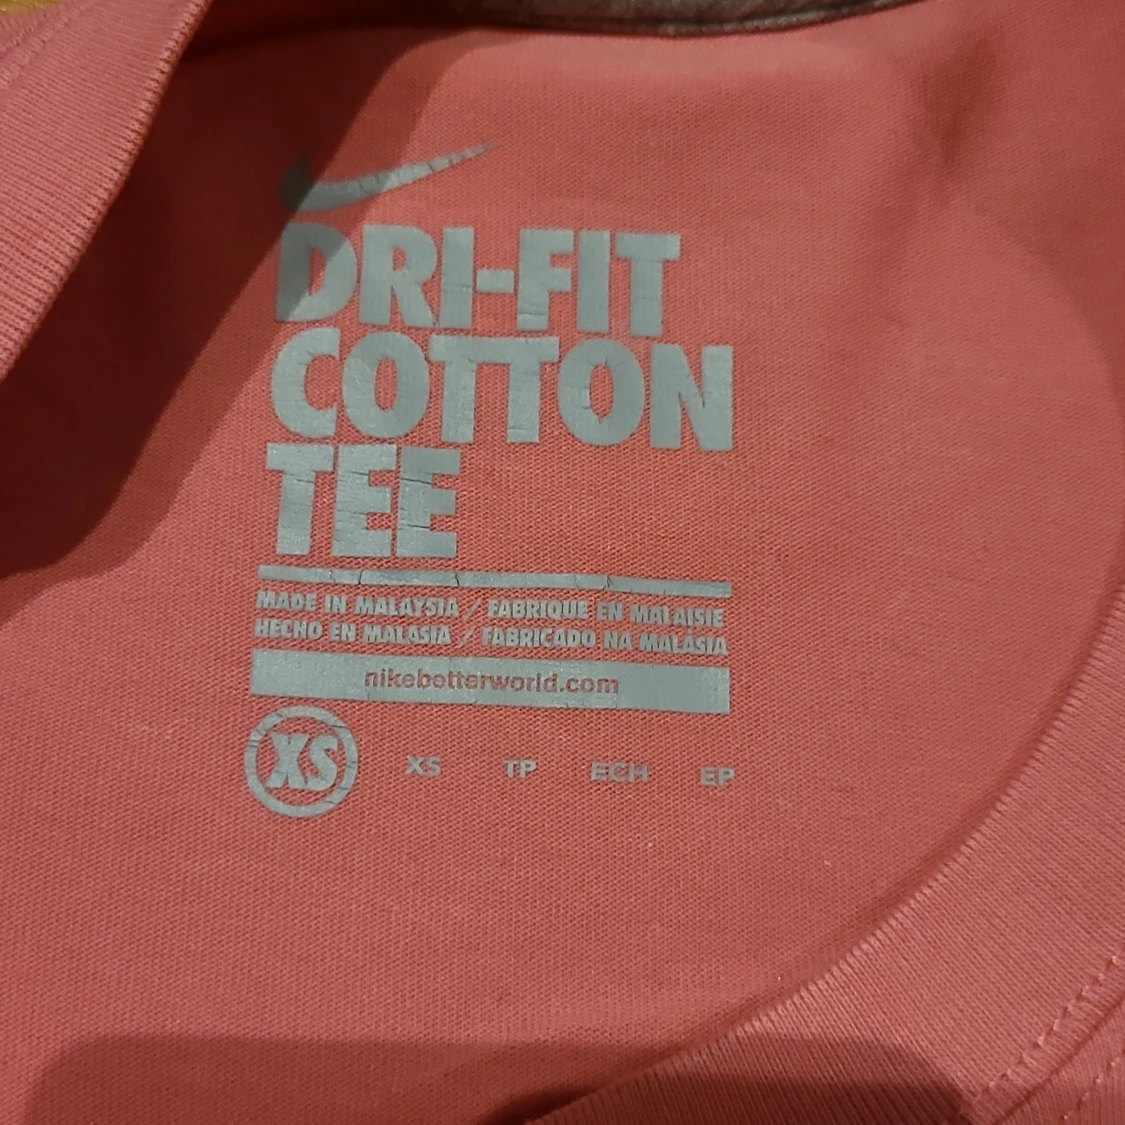 DRI-FIT
COTTON
TEE
MADE IN MALAYSIA / FABRIQUE EN MALAISIE
HECHO EN MALASIA / FABRICADO NA MALÁSIA
nikebetterworld.com
XS XS TP ECH EP